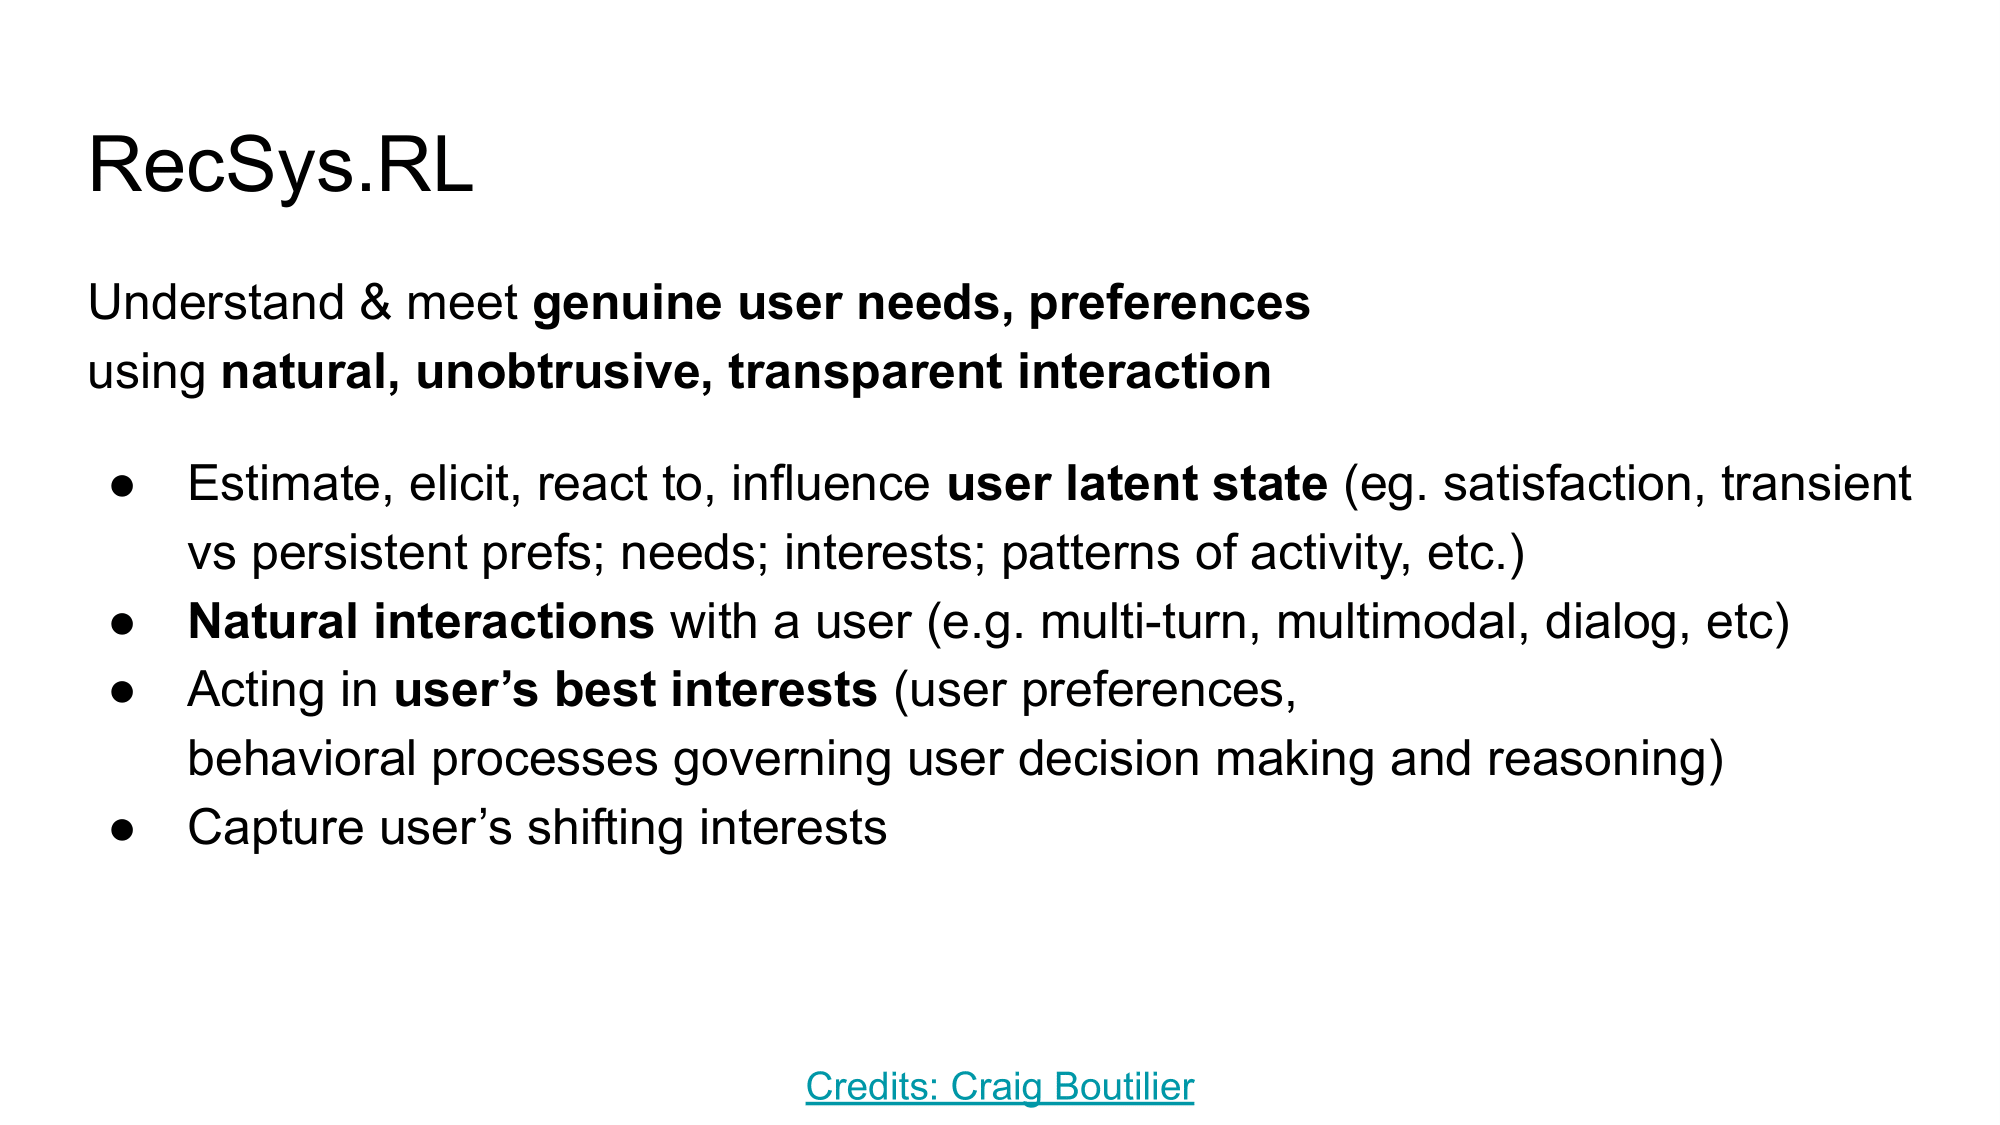 RecSys.RL
Understand & meet genuine user needs, preferences
using natural, unobtrusive, transparent interaction
● Estimate, elicit, react to, influence user latent state (eg. satisfaction, transient
vs persistent prefs; needs; interests; patterns of activity, etc.)
● Natural interactions with a user (e.g. multi-turn, multimodal, dialog, etc)
● Acting in user’s best interests (user preferences,
behavioral processes governing user decision making and reasoning)
● Capture user’s shifting interests
Credits: Craig Boutilier